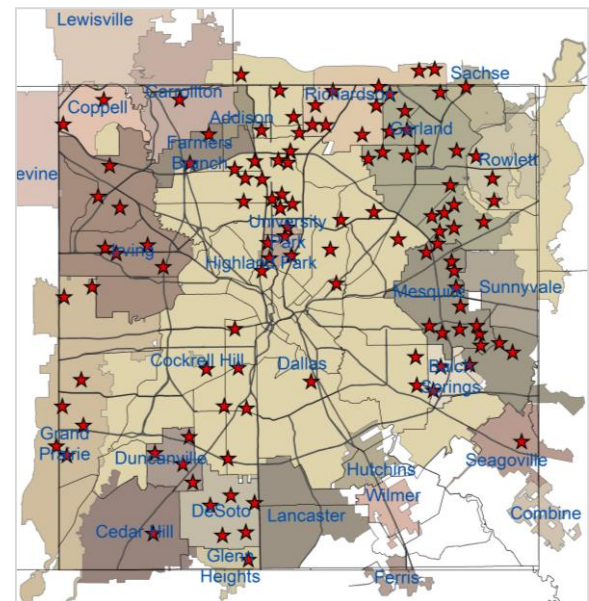 Lewisville
Sachse
Coppell
Carrollton
Richardson
Addison
Garland
Farmers
Branch
Rowlett
evine
University
Park
Irving
Highland Park
Mesquite
Sunnyvale
Cockrell Hill
Dallas
Balch
Springs
Grand
Prairie
Duncanville
Hutchins
Seagoville
Wilmer
DeSoto
Lancaster
Combine
Cedar Hill
Glenn
Heights
Ferris